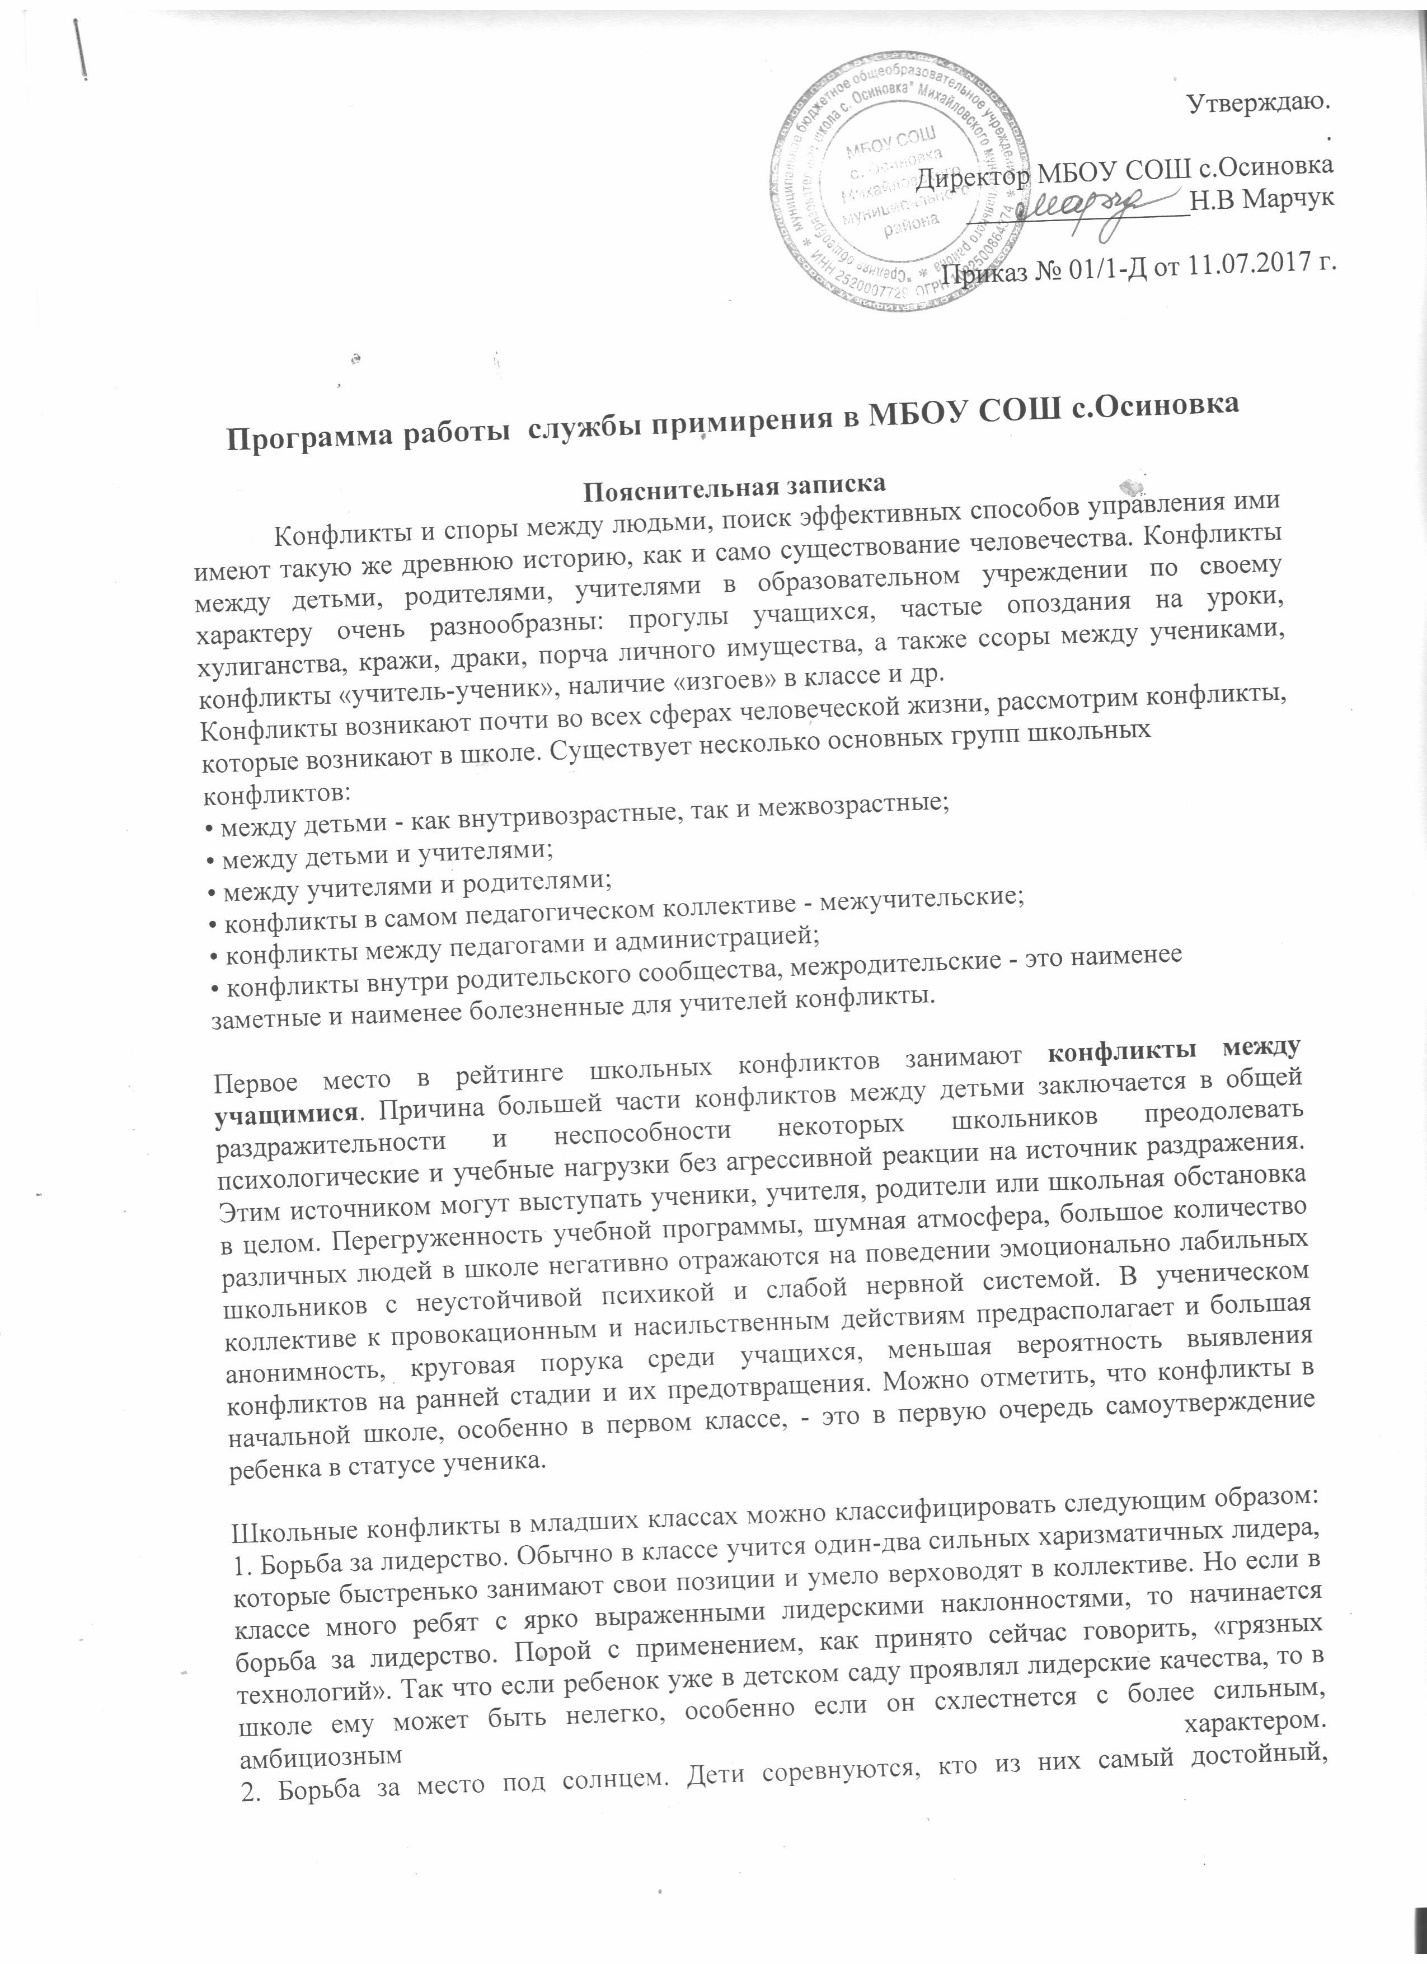 Утверждаю.
.
Директор МБОУ СОШ с.Осиновка
Н.В Марчук
Приказ № 01/1-Д от 11.07.2017 г.
МБОУ СОШ
с. Осиновка
Михайловского
муниципального
района
Программа работы службы примирения в МБОУ СОШ с.Осиновка
Пояснительная записка
Конфликты и споры между людьми, поиск эффективных способов управления ими
имеют такую же древнюю историю, как и само существование человечества. Конфликты
между детьми, родителями, учителями в образовательном учреждении по своему
характеру очень разнообразны: прогулы учащихся, частые опоздания на уроки,
хулиганства, кражи, драки, порча личного имущества, а также ссоры между учениками,
конфликты «учитель-ученик», наличие «изгоев» в классе и др.
Конфликты возникают почти во всех сферах человеческой жизни, рассмотрим конфликты,
которые возникают в школе. Существует несколько основных групп школьных
конфликтов:
• между детьми - как внутривозрастные, так и межвозрастные;
• между детьми и учителями;
• между учителями и родителями;
• конфликты в самом педагогическом коллективе - межучительские;
• конфликты между педагогами и администрацией;
• конфликты внутри родительского сообщества, межродительские - это наименее
заметные и наименее болезненные для учителей конфликты.
Первое место в рейтинге школьных конфликтов занимают конфликты между
учащимися. Причина большей части конфликтов между детьми заключается в общей
раздражительности и неспособности некоторых школьников преодолевать
психологические и учебные нагрузки без агрессивной реакции на источник раздражения.
Этим источником могут выступать ученики, учителя, родители или школьная обстановка
в целом. Перегруженность учебной программы, шумная атмосфера, большое количество
различных людей в школе негативно отражаются на поведении эмоционально лабильных
школьников с неустойчивой психикой и слабой нервной системой. В ученическом
коллективе к провокационным и насильственным действиям предрасполагает и большая
анонимность, круговая порука среди учащихся, меньшая вероятность выявления
конфликтов на ранней стадии и их предотвращения. Можно отметить, что конфликты в
начальной школе, особенно в первом классе, - это в первую очередь самоутверждение
ребенка в статусе ученика.
Школьные конфликты в младших классах можно классифицировать следующим образом:
1. Борьба за лидерство. Обычно в классе учится один-два сильных харизматичных лидера,
которые быстренько занимают свои позиции и умело верховодят в коллективе. Но если в
классе много ребят с ярко выраженными лидерскими наклонностями, то начинается
борьба за лидерство. Порой с применением, как принято сейчас говорить, «грязных
технологий». Так что если ребенок уже в детском саду проявлял лидерские качества, то в
школе ему может быть нелегко, особенно если он схлестнется с более сильным,
амбициозным характером.
2. Борьба за место под солнцем. Дети соревнуются, кто из них самый достойный,